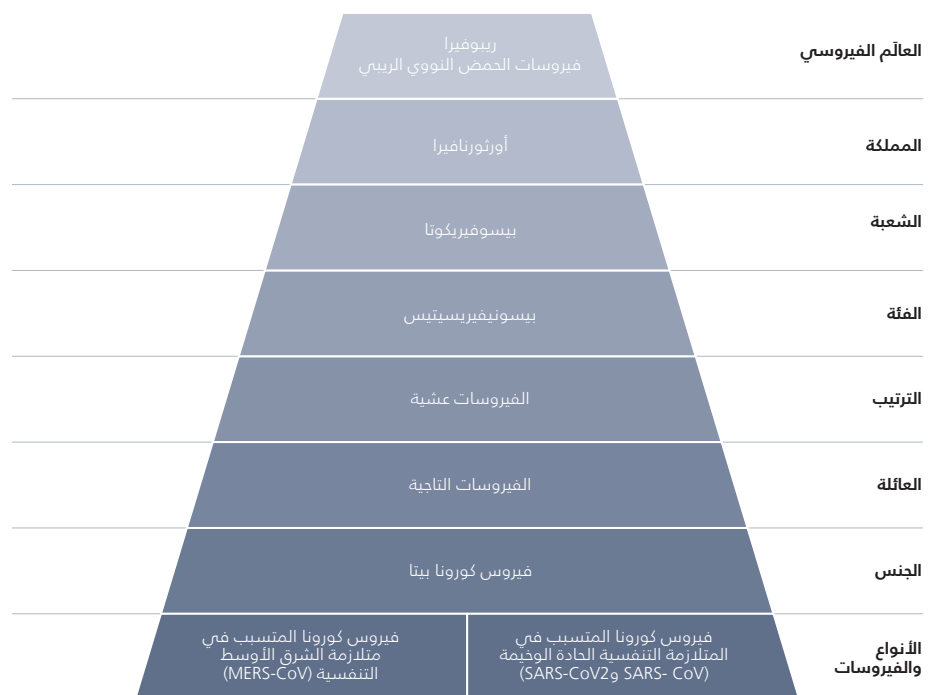 العالَم الفيروسي
ريبوفيرا
فيروسات الحمض النووي الريبي
المملكة
أورثورنافيرا
الشعبة
بيسوفيريكوتا
الفئة
بيسونيفيريسيتيس
الترتيب
الفيروسات عشية
العائلة
الفيروسات التاجية
الجنس
فيروس كورونا بيتا
الأنواع
والفيروسات
فيروس كورونا المتسبب في
المتلازمة التنفسية الحادة الوخيمة
(SARS- CoV وSARS-CoV2)
فيروس كورونا المتسبب في
متلازمة الشرق الأوسط
التنفسية (MERS-CoV)